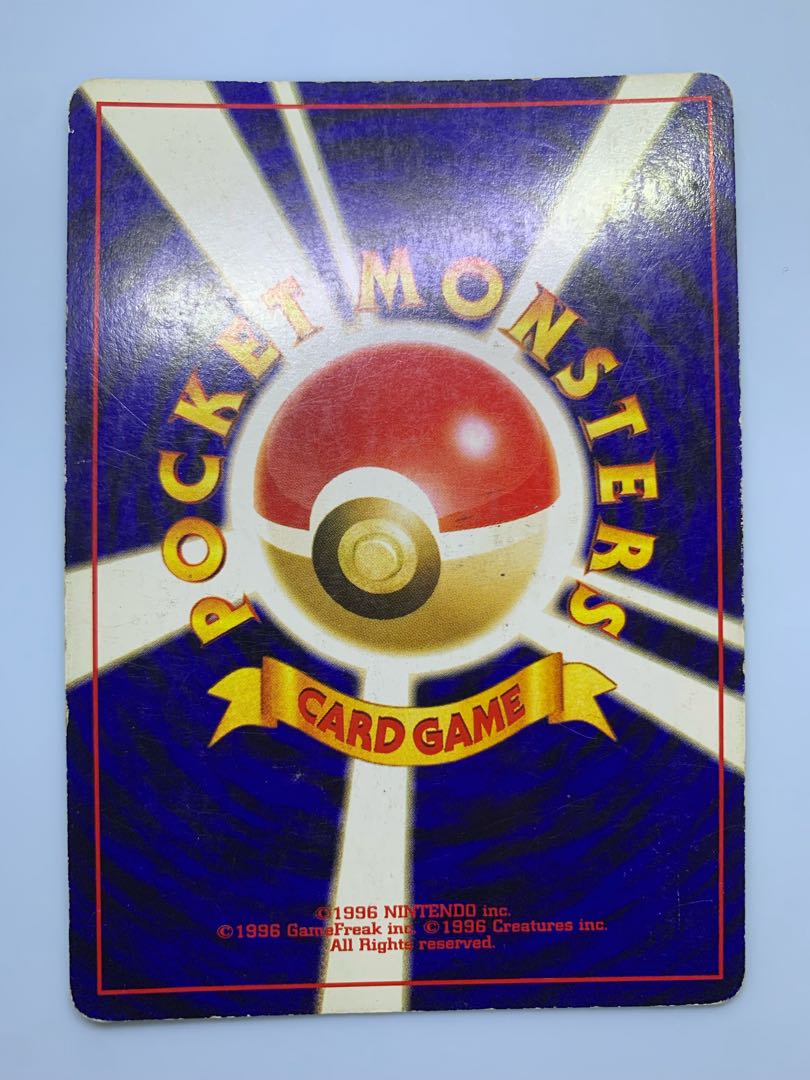 POCKET MONSTERS
CARD GAME
©1996 NINTENDO inc.
©1996 GameFreak inc. ©1996 Creatures inc.
All Rights reserved.